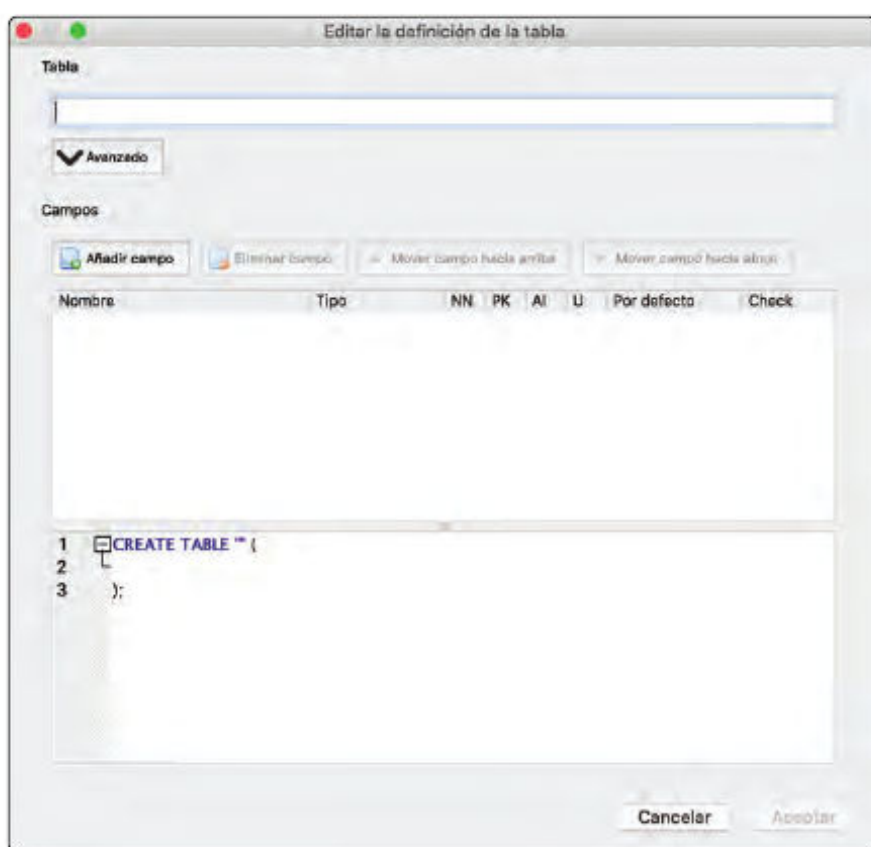 Editar la definición de la tabla
Tabla
Avanzado
Campos
Añadir campo Eliminar campo Mover campo hacia arriba Mover campo hacia abajo
Nombre Tipo NN PK AI U Por defecto Check
1 CREATE TABLE "" (
2
3 );
Cancelar Aceptar